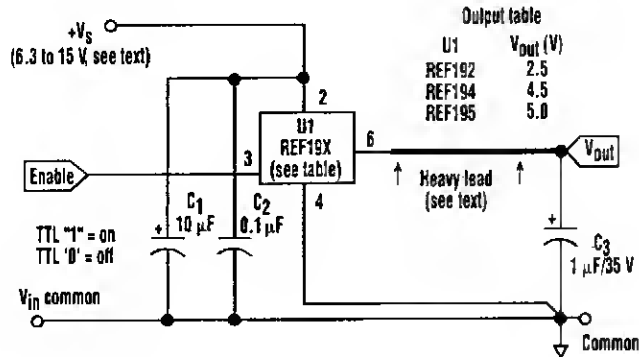 Output table
U1 Vout (V)
REF192 2.5
REF194 4.5
REF195 5.0
+Vs
(6.3 to 15 V, see text)
2
U1
REF19X
(see table)
3
6
4
Enable
Heavy lead
(see text)
Vout
TTL "1" = on
TTL '0' = off
C1
10 µF
+
C2
0.1 µF
+
C3
1 µF/35 V
Vin common
Common